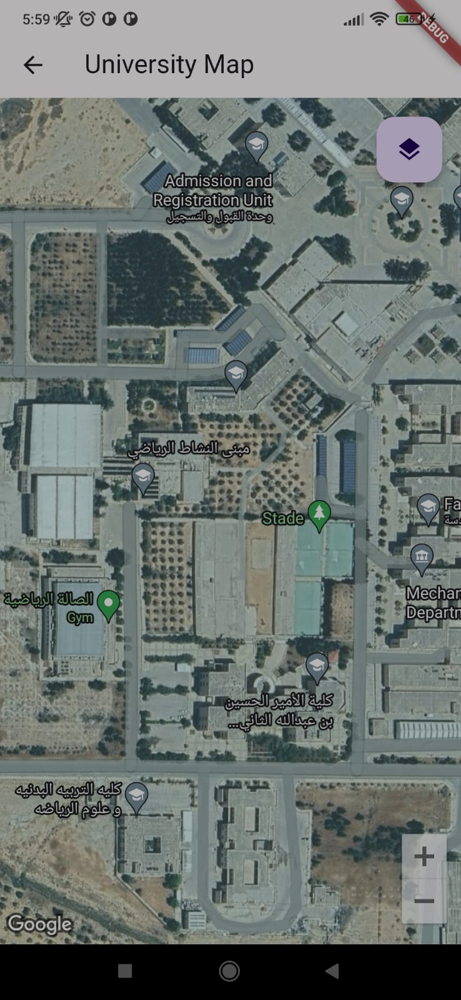 5:59
46
DEBUG
University Map
Admission and
Registration Unit
وحدة القبول والتسجيل
مبنى النشاط الرياضي
Stade
Fa
دسة
Mechan
Departm
الصالة الرياضية
Gym
كلية الأمير الحسين
بن عبدالله الثاني...
كليه التربيه البدنيه
و علوم الرياضه
+
−
Google